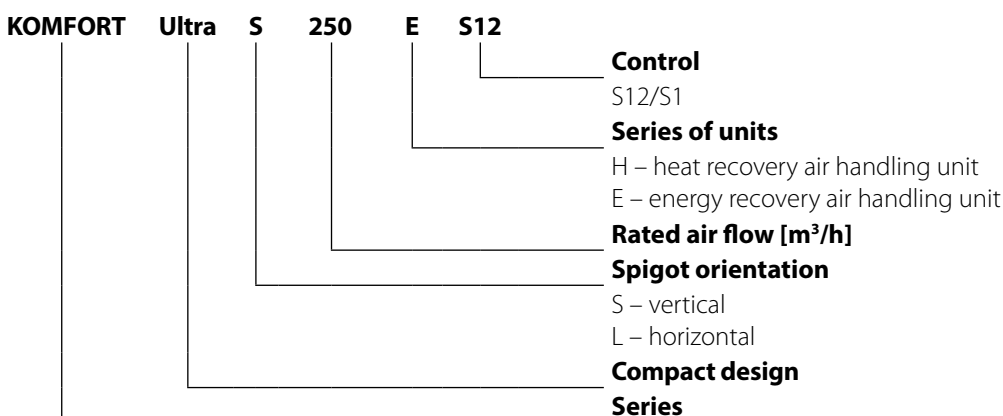 KOMFORT Ultra S 250 E S12
Control
S12/S1
Series of units
H – heat recovery air handling unit
E – energy recovery air handling unit
Rated air flow [m³/h]
Spigot orientation
S – vertical
L – horizontal
Compact design
Series